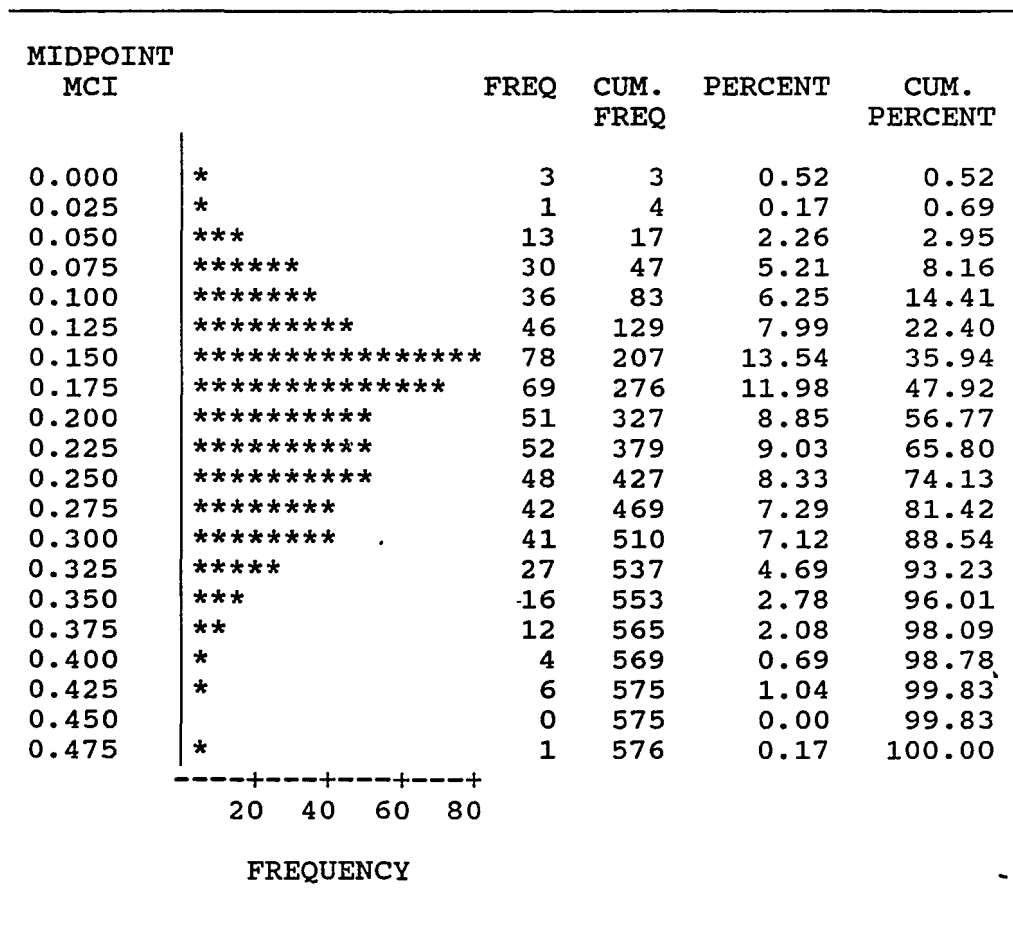 MIDPOINT
MCI FREQ CUM. PERCENT CUM.
FREQ PERCENT
0.000 * 3 3 0.52 0.52
0.025 * 1 4 0.17 0.69
0.050 *** 13 17 2.26 2.95
0.075 ****** 30 47 5.21 8.16
0.100 ******* 36 83 6.25 14.41
0.125 ********* 46 129 7.99 22.40
0.150 **************** 78 207 13.54 35.94
0.175 ************** 69 276 11.98 47.92
0.200 ********** 51 327 8.85 56.77
0.225 ********** 52 379 9.03 65.80
0.250 ********** 48 427 8.33 74.13
0.275 ******** 42 469 7.29 81.42
0.300 ******** 41 510 7.12 88.54
0.325 ***** 27 537 4.69 93.23
0.350 *** 16 553 2.78 96.01
0.375 ** 12 565 2.08 98.09
0.400 * 4 569 0.69 98.78
0.425 * 6 575 1.04 99.83
0.450 0 575 0.00 99.83
0.475 * 1 576 0.17 100.00
----+---+---+---+
20 40 60 80
FREQUENCY